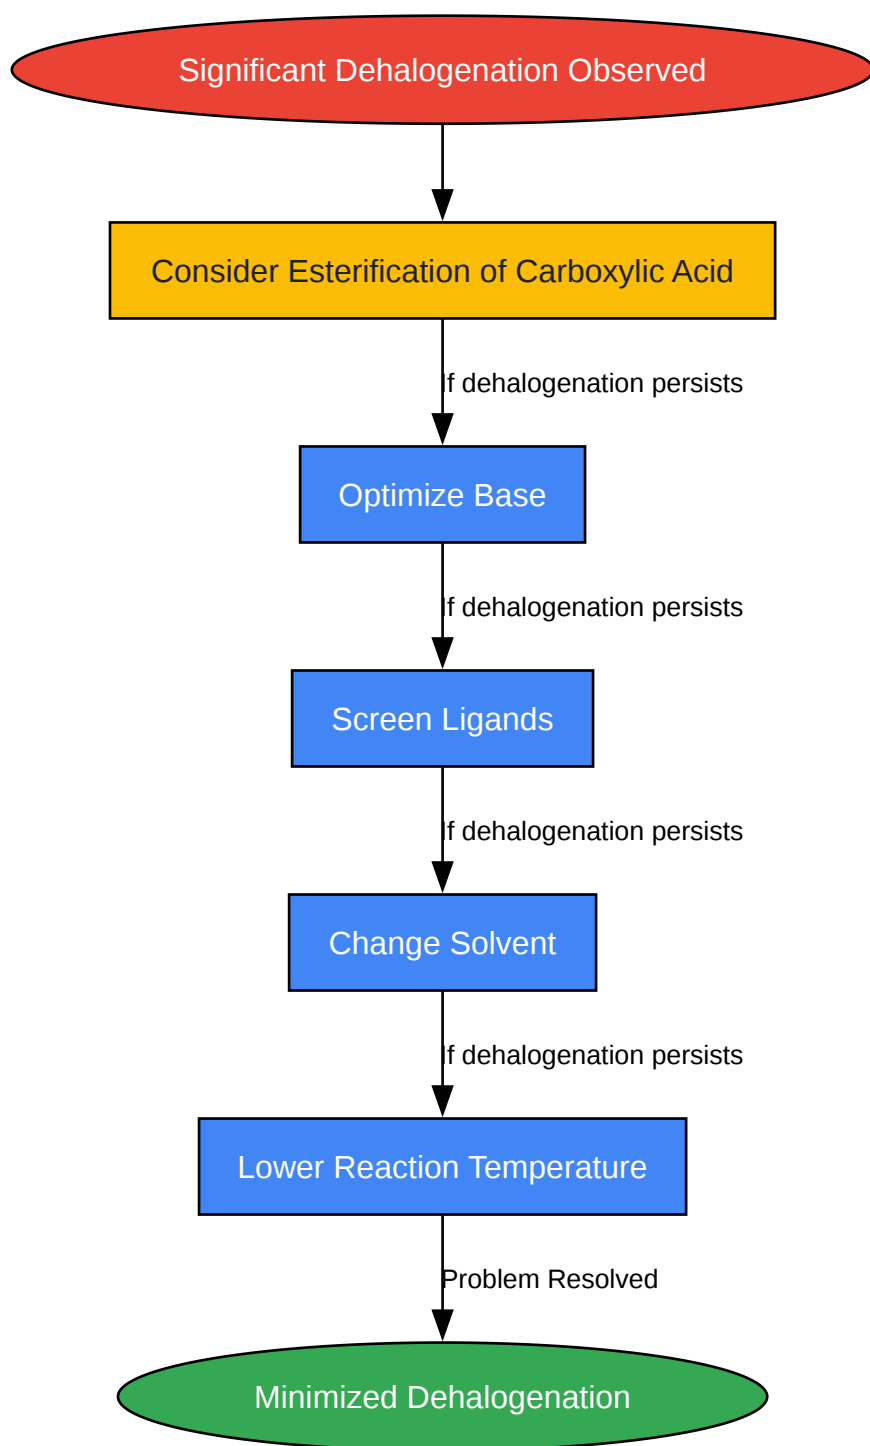 Significant Dehalogenation Observed
Consider Esterification of Carboxylic Acid
If dehalogenation persists
Optimize Base
If dehalogenation persists
Screen Ligands
If dehalogenation persists
Change Solvent
If dehalogenation persists
Lower Reaction Temperature
Problem Resolved
Minimized Dehalogenation